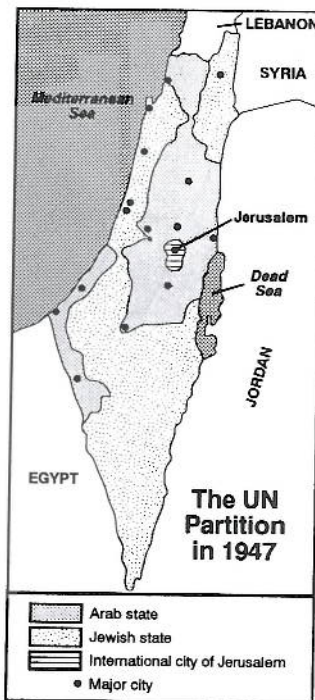 LEBANON
SYRIA
Mediterranean
Sea
Jerusalem
Dead
Sea
JORDAN
EGYPT
The UN
Partition
in 1947
Arab state
Jewish state
International city of Jerusalem
Major city